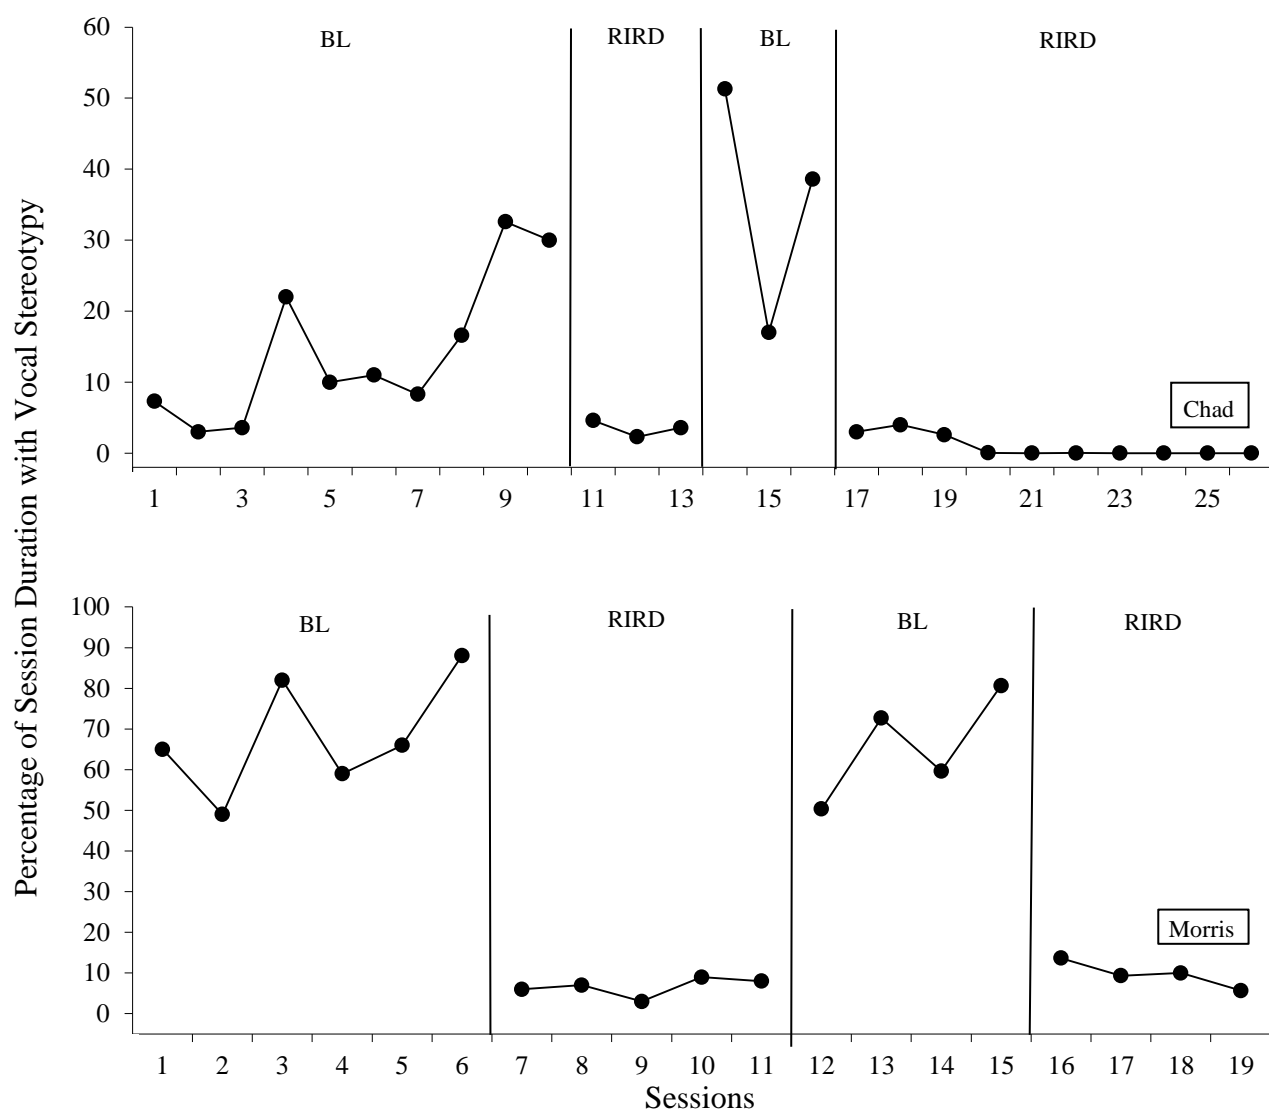 Percentage of Session Duration with Vocal Stereotypy
BL RIRD BL RIRD
60
50
40
30
20
10
0
Chad
1 3 5 7 9 11 13 15 17 19 21 23 25
BL RIRD BL RIRD
100
90
80
70
60
50
40
30
20
10
0
Morris
1 2 3 4 5 6 7 8 9 10 11 12 13 14 15 16 17 18 19
Sessions